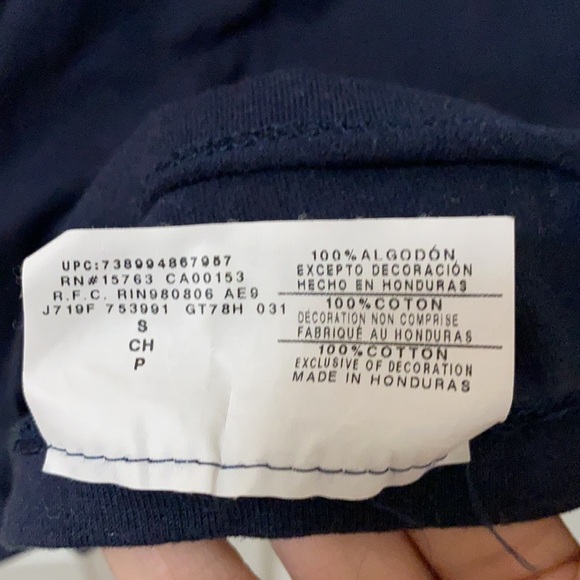 UPC:738994867957
RN#15763 CA00153
R.F.C. RIN980806 AE9
J719F 753991 GT78H 031
S
CH
P
100%ALGODÓN
EXCEPTO DECORACIÓN
HECHO EN HONDURAS
100%COTON
DÉCORATION NON COMPRISE
FABRIQUÉ AU HONDURAS
100%COTTON
EXCLUSIVE OF DECORATION
MADE IN HONDURAS